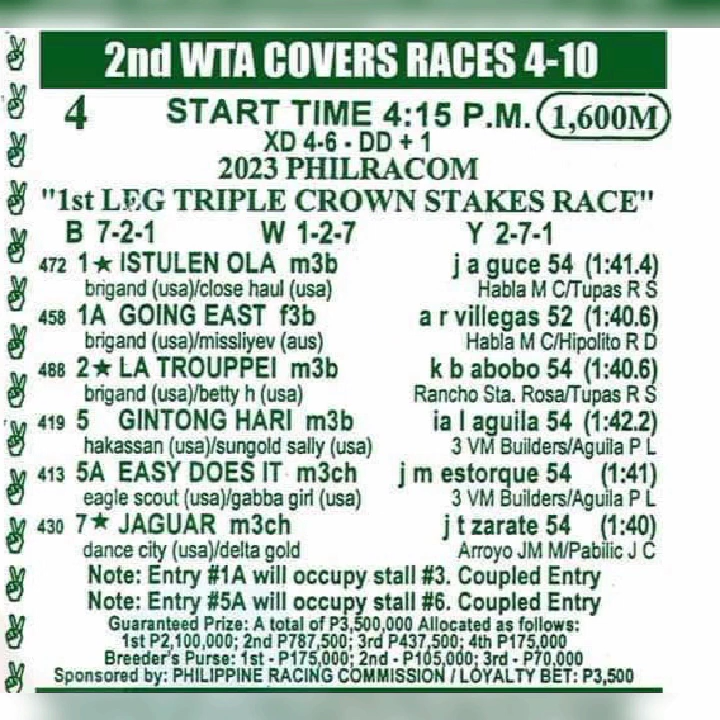 2nd WTA COVERS RACES 4-10
4 START TIME 4:15 P.M. 1,600M
XD 4-6 - DD + 1
2023 PHILRACOM
"1st LEG TRIPLE CROWN STAKES RACE"
B 7-2-1 W 1-2-7 Y 2-7-1
472 1★ ISTULEN OLA m3b j a guce 54 (1:41.4)
brigand (usa)/close haul (usa) Habla M C/Tupas R S
458 1A GOING EAST f3b a r villegas 52 (1:40.6)
brigand (usa)/missliyev (aus) Habla M C/Hipolito R D
488 2★ LA TROUPPEI m3b k b abobo 54 (1:40.6)
brigand (usa)/betty h (usa) Rancho Sta. Rosa/Tupas R S
419 5 GINTONG HARI m3b ia l aguila 54 (1:42.2)
hakassan (usa)/sungold sally (usa) 3 VM Builders/Aguila P L
413 5A EASY DOES IT m3ch j m estorque 54 (1:41)
eagle scout (usa)/gabba girl (usa) 3 VM Builders/Aguila P L
430 7★ JAGUAR m3ch j t zarate 54 (1:40)
dance city (usa)/delta gold Arroyo JM M/Pabilic J C
Note: Entry #1A will occupy stall #3. Coupled Entry
Note: Entry #5A will occupy stall #6. Coupled Entry
Guaranteed Prize: A total of P3,500,000 Allocated as follows:
1st P2,100,000; 2nd P787,500; 3rd P437,500; 4th P175,000
Breeder's Purse: 1st - P175,000; 2nd - P105,000; 3rd - P70,000
Sponsored by: PHILIPPINE RACING COMMISSION / LOYALTY BET: P3,500